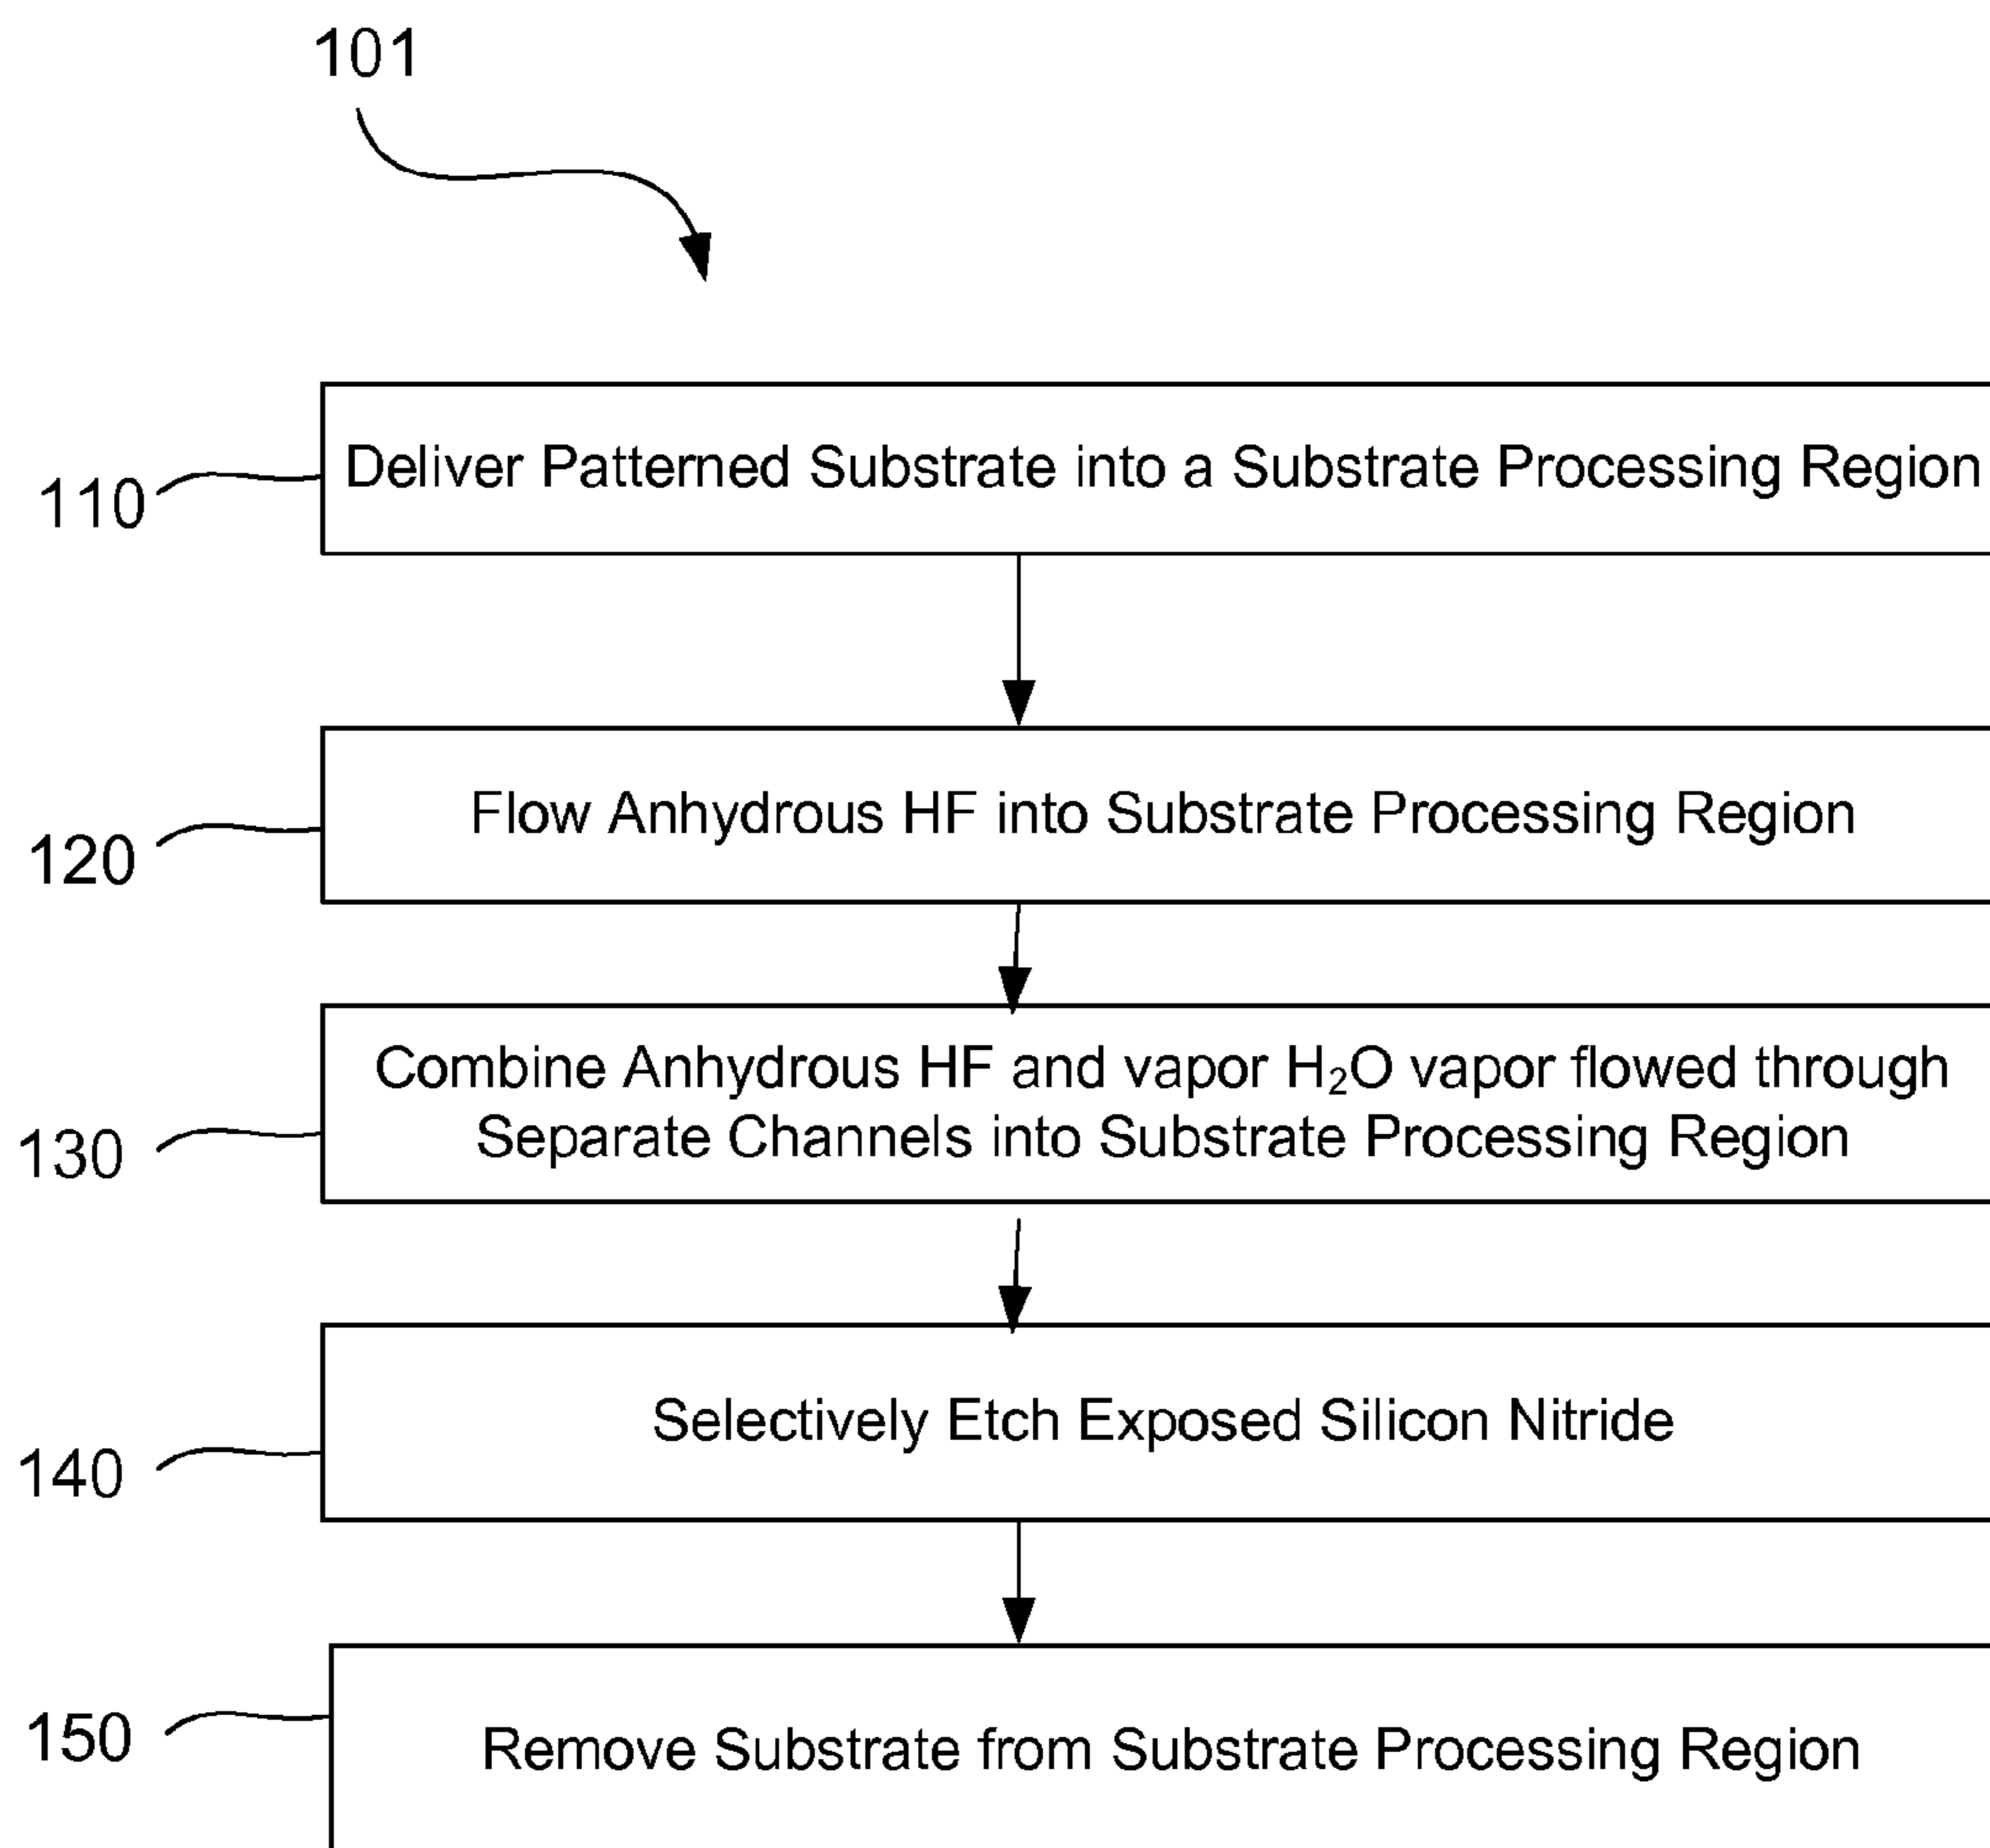 101
110
Deliver Patterned Substrate into a Substrate Processing Region
120
Flow Anhydrous HF into Substrate Processing Region
130
Combine Anhydrous HF and vapor H₂O vapor flowed through
Separate Channels into Substrate Processing Region
140
Selectively Etch Exposed Silicon Nitride
150
Remove Substrate from Substrate Processing Region